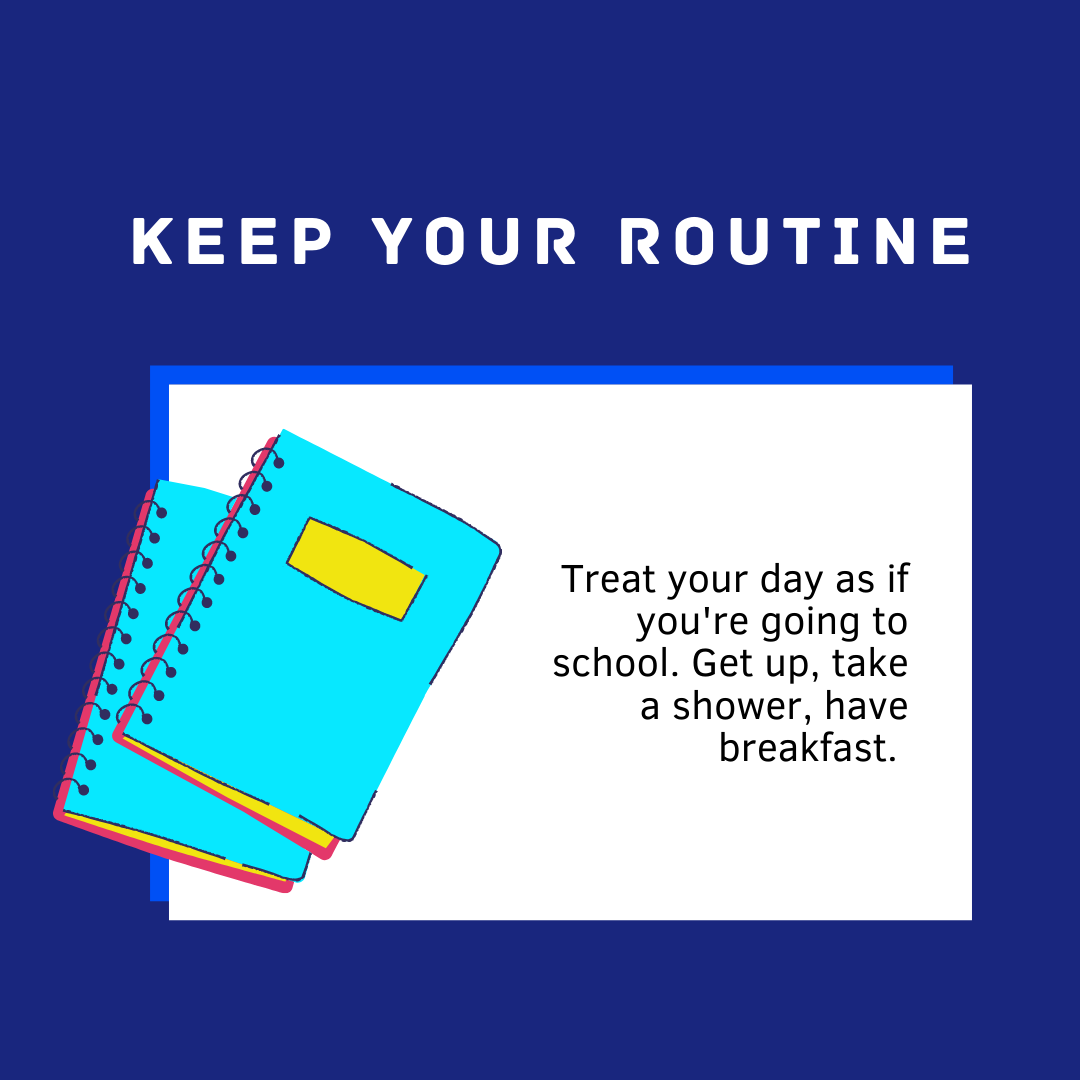 KEEP YOUR ROUTINE
Treat your day as if
you're going to
school. Get up, take
a shower, have
breakfast.